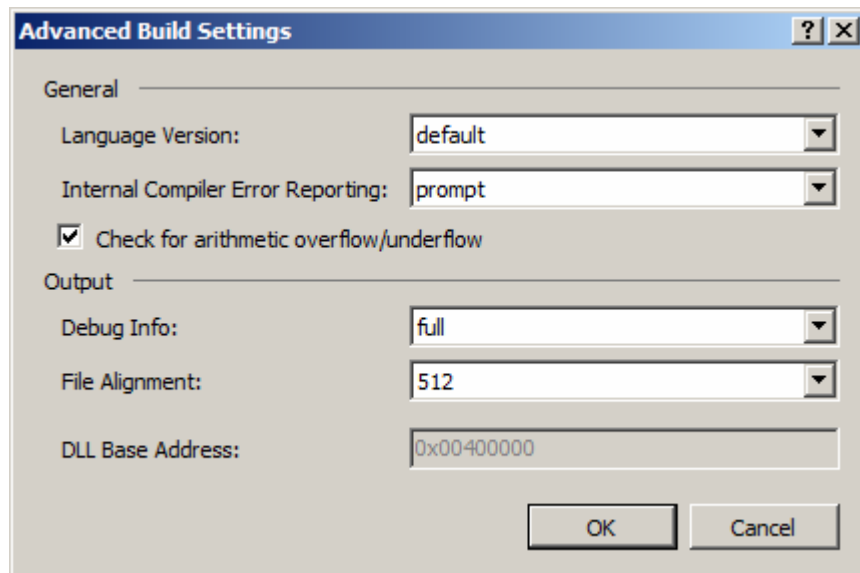 Advanced Build Settings
General
Language Version: default
Internal Compiler Error Reporting: prompt
Check for arithmetic overflow/underflow
Output
Debug Info: full
File Alignment: 512
DLL Base Address: 0x00400000
OK Cancel